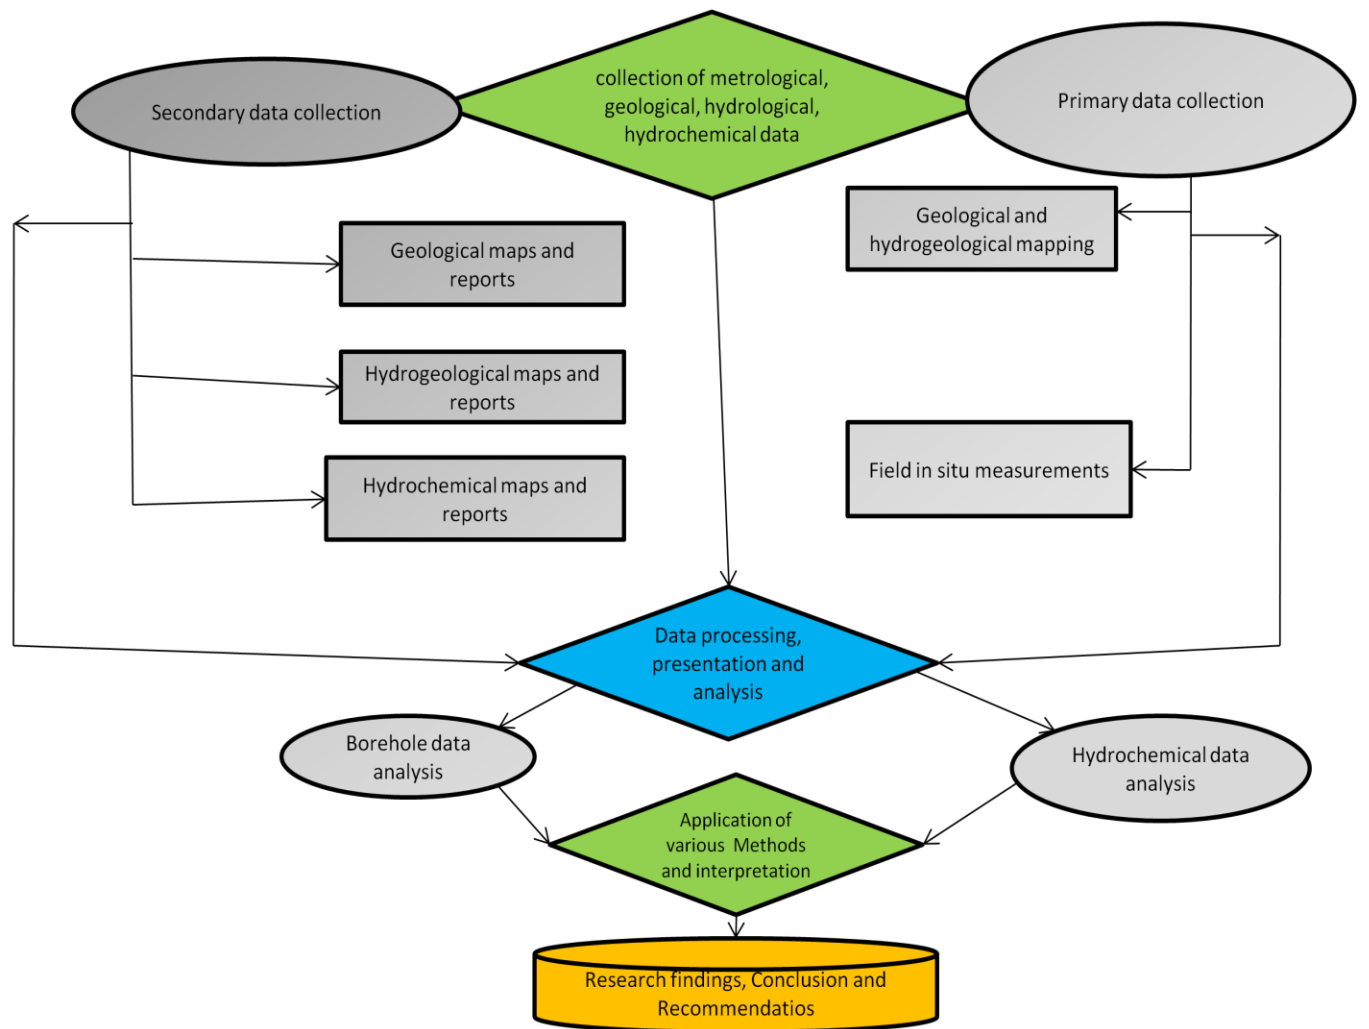 Secondary data collection
collection of metrological,
geological, hydrological,
hydrochemical data
Primary data collection
Geological maps and
reports
Hydrogeological maps and
reports
Hydrochemical maps and
reports
Geological and
hydrogeological mapping
Field in situ measurements
Data processing,
presentation and
analysis
Borehole data
analysis
Hydrochemical data
analysis
Application of
various Methods
and interpretation
Research findings, Conclusion and
Recommendatios